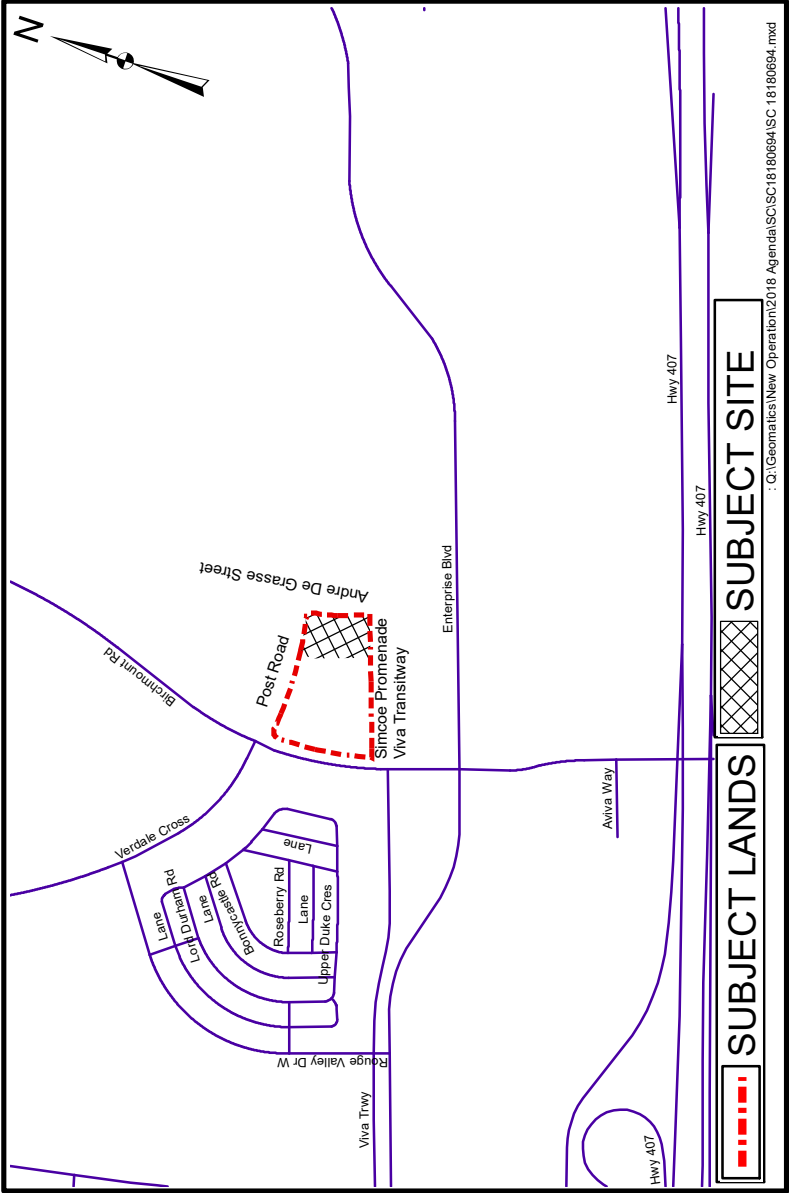 N
Andre De Grasse Street
Birchmount Rd
Post Road
Simcoe Promenade
Viva Transitway
Enterprise Blvd
Hwy 407
Hwy 407
Verdale Cross
Lane
Lord Durham Rd
Lane
Bonnycastle Rd
Lane
Roseberry Rd
Lane
Upper Duke Cres
Rouge Valley Dr W
Viva Trwy
Aviva Way
Hwy 407
SUBJECT LANDS
SUBJECT SITE
: Q:\Geomatics\New Operation\2018 Agenda\SC\SC18180694\SC 18180694.mxd